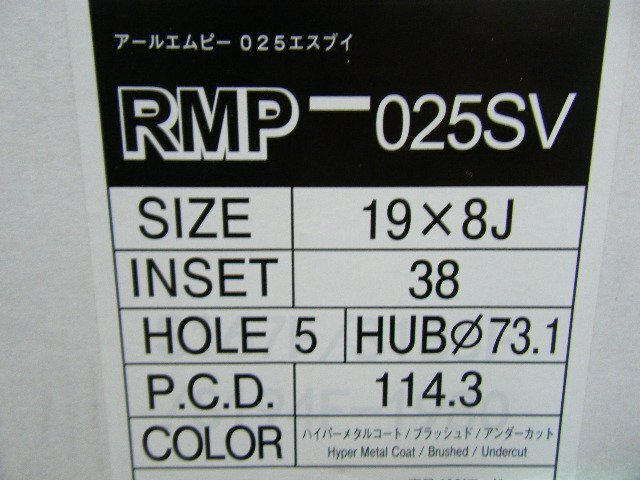 アールエムピー 025エスブイ
RMP-025SV
SIZE 19×8J
INSET 38
HOLE 5 HUBØ73.1
P.C.D. 114.3
COLOR ハイパーメタルコート/ブラッシュド/アンダーカット
Hyper Metal Coat / Brushed / Undercut